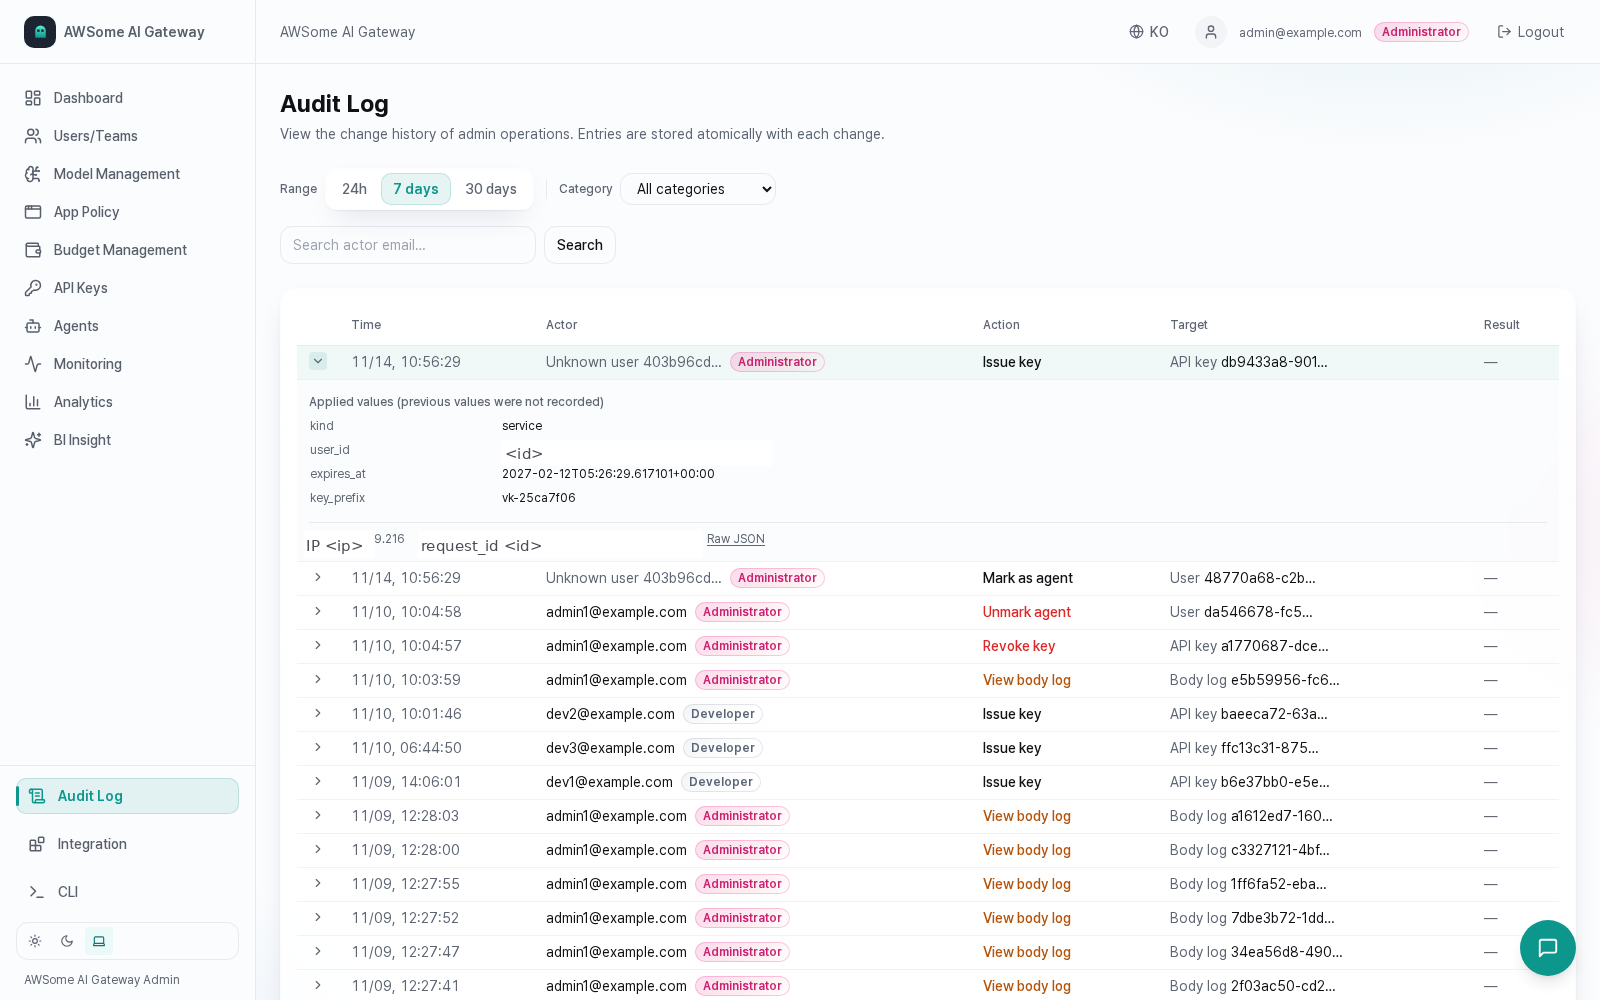 AWSome AI Gateway
AWSome AI Gateway
KO
admin@example.com
Administrator
Logout
Dashboard
Users/Teams
Model Management
App Policy
Budget Management
API Keys
Agents
Monitoring
Analytics
BI Insight
Audit Log
Integration
CLI
AWSome AI Gateway Admin
Audit Log
View the change history of admin operations. Entries are stored atomically with each change.
Range 24h 7 days 30 days Category All categories
Search actor email... Search
Time Actor Action Target Result
11/14, 10:56:29 Unknown user 403b96cd... Administrator Issue key API key db9433a8-901... —
Applied values (previous values were not recorded)
kind service
user_id <id>
expires_at 2027-02-12T05:26:29.617101+00:00
key_prefix vk-25ca7f06
IP <ip> 9.216 request_id <id> Raw JSON
11/14, 10:56:29 Unknown user 403b96cd... Administrator Mark as agent User 48770a68-c2b... —
11/10, 10:04:58 admin1@example.com Administrator Unmark agent User da546678-fc5... —
11/10, 10:04:57 admin1@example.com Administrator Revoke key API key a1770687-dce... —
11/10, 10:03:59 admin1@example.com Administrator View body log Body log e5b59956-fc6... —
11/10, 10:01:46 dev2@example.com Developer Issue key API key baeeca72-63a... —
11/10, 06:44:50 dev3@example.com Developer Issue key API key ffc13c31-875... —
11/09, 14:06:01 dev1@example.com Developer Issue key API key b6e37bb0-e5e... —
11/09, 12:28:03 admin1@example.com Administrator View body log Body log a1612ed7-160... —
11/09, 12:28:00 admin1@example.com Administrator View body log Body log c3327121-4bf... —
11/09, 12:27:55 admin1@example.com Administrator View body log Body log 1ff6fa52-eba... —
11/09, 12:27:52 admin1@example.com Administrator View body log Body log 7dbe3b72-1dd... —
11/09, 12:27:47 admin1@example.com Administrator View body log Body log 34ea56d8-490... —
11/09, 12:27:41 admin1@example.com Administrator View body log Body log 2f03ac50-cd2... —